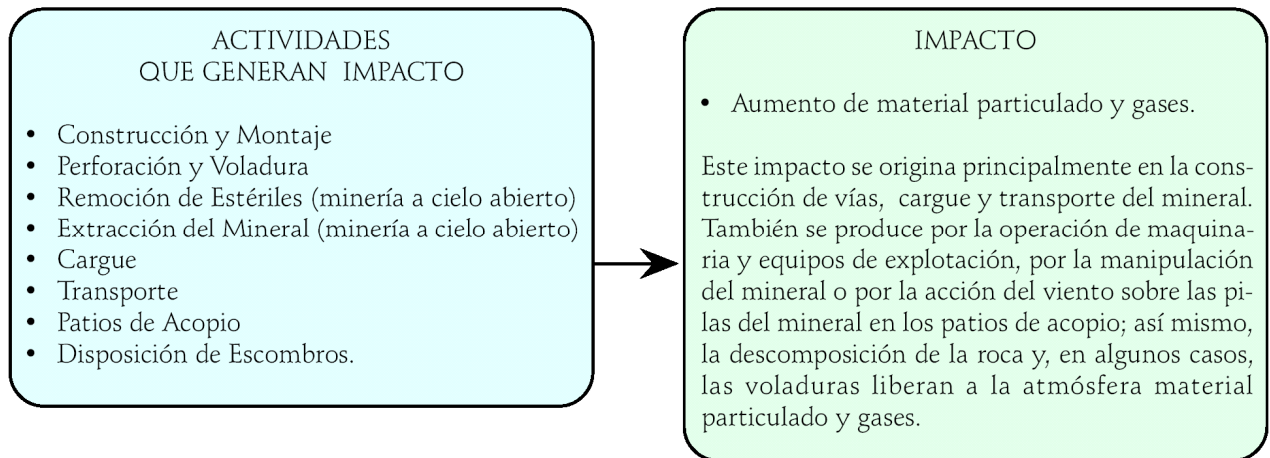 ACTIVIDADES
QUE GENERAN IMPACTO
• Construcción y Montaje
• Perforación y Voladura
• Remoción de Estériles (minería a cielo abierto)
• Extracción del Mineral (minería a cielo abierto)
• Cargue
• Transporte
• Patios de Acopio
• Disposición de Escombros.
IMPACTO
• Aumento de material particulado y gases.
Este impacto se origina principalmente en la cons-
trucción de vías, cargue y transporte del mineral.
También se produce por la operación de maquina-
ria y equipos de explotación, por la manipulación
del mineral o por la acción del viento sobre las pi-
las del mineral en los patios de acopio; así mismo,
la descomposición de la roca y, en algunos casos,
las voladuras liberan a la atmósfera material
particulado y gases.